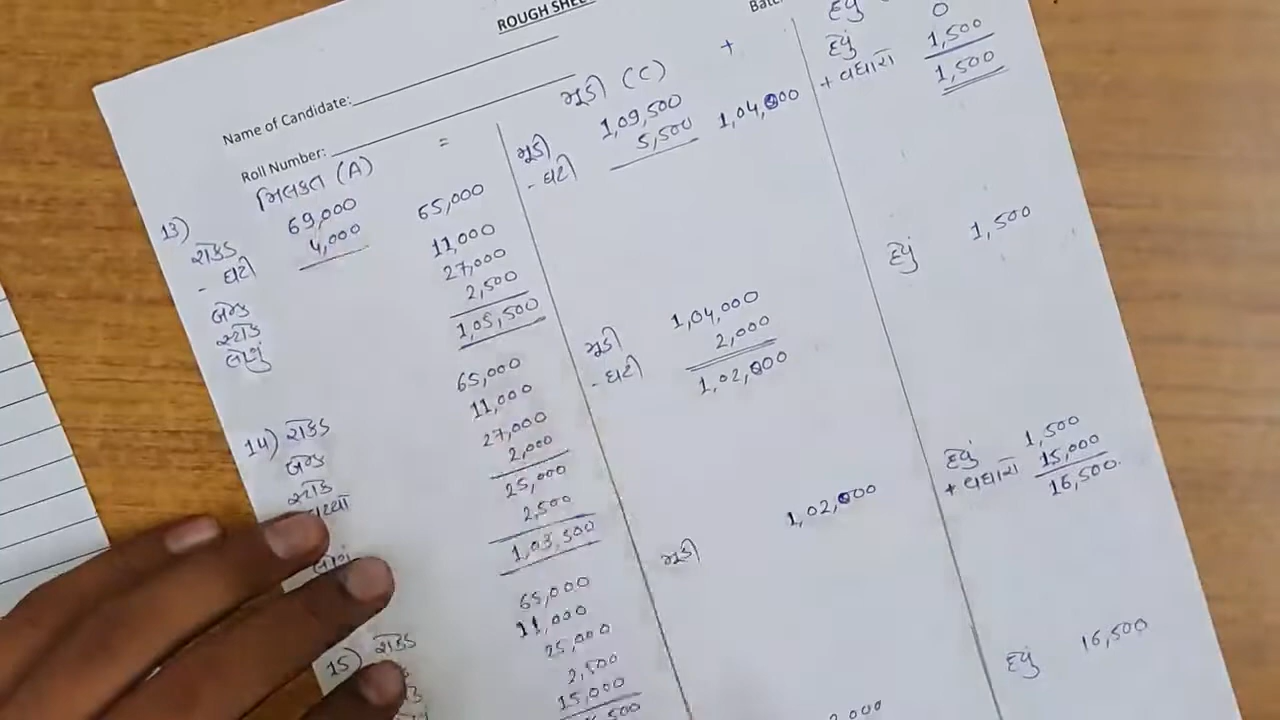 ROUGH SHEE
Batc
Name of Candidate:
Roll Number:
મિલકત (A) = મૂડી (C) + દેવું
13) રોકડ 69,000 65,000
- ઘટી 4,000
બેન્ક 11,000
સ્ટોક 27,000
લેણું 2,500
1,05,500
મૂડી 1,09,500
- ઘટી 5,500 1,04,000
દેવું 0
+ વધારો 1,500
1,500
14) રોકડ 65,000
બેન્ક 11,000
સ્ટોક 27,000
2,000
25,000
લેણું 2,500
1,03,500
મૂડી 1,04,000
- ઘટી 2,000
1,02,000
દેવું 1,500
15) રોકડ 65,000
11,000
25,000
2,500
15,000
મૂડી 1,02,000
દેવું 1,500
+ વધારો 15,000
16,500
દેવું 16,500